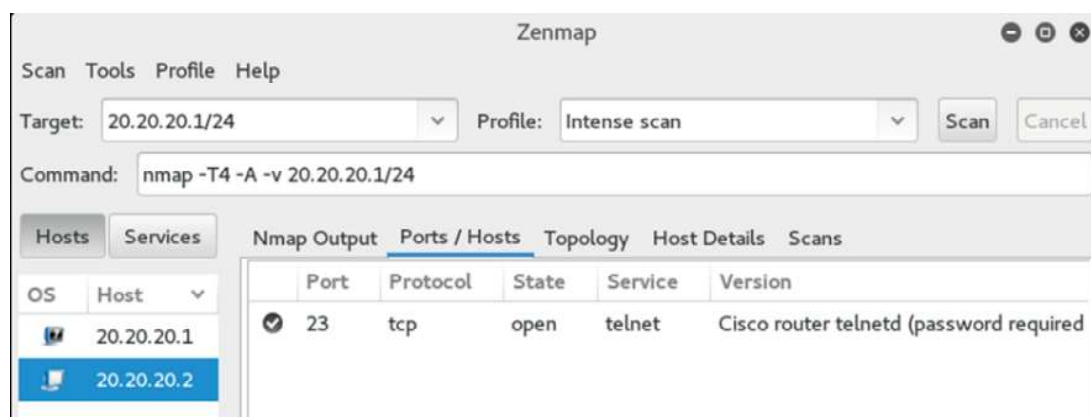 Zenmap
Scan Tools Profile Help
Target: 20.20.20.1/24 Profile: Intense scan Scan Cancel
Command: nmap -T4 -A -v 20.20.20.1/24
Hosts Services Nmap Output Ports / Hosts Topology Host Details Scans
OS Host Port Protocol State Service Version
20.20.20.1 23 tcp open telnet Cisco router telnetd (password required
20.20.20.2